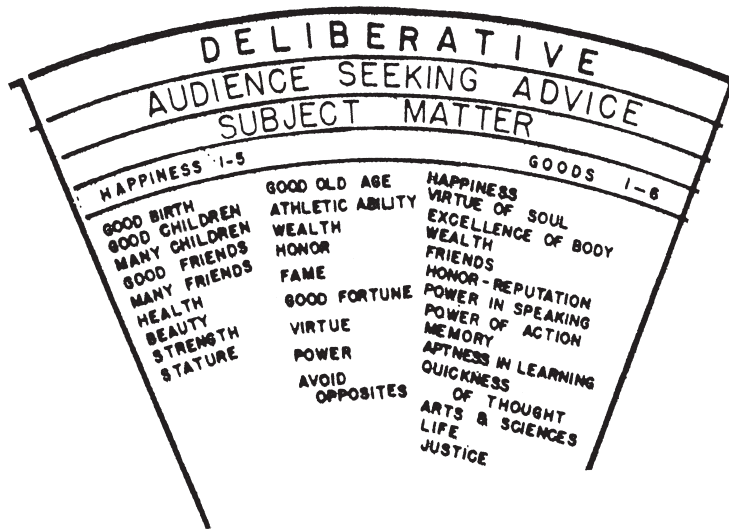 DELIBERATIVE
AUDIENCE SEEKING ADVICE
SUBJECT MATTER
HAPPINESS 1-5
GOOD BIRTH
GOOD CHILDREN
MANY CHILDREN
GOOD FRIENDS
MANY FRIENDS
HEALTH
BEAUTY
STRENGTH
STATURE
GOOD OLD AGE
ATHLETIC ABILITY
WEALTH
HONOR
FAME
GOOD FORTUNE
VIRTUE
POWER
AVOID
OPPOSITES
GOODS 1-6
HAPPINESS
VIRTUE OF SOUL
EXCELLENCE OF BODY
WEALTH
FRIENDS
HONOR-REPUTATION
POWER IN SPEAKING
POWER OF ACTION
MEMORY
APTNESS IN LEARNING
QUICKNESS
OF THOUGHT
ARTS & SCIENCES
LIFE
JUSTICE